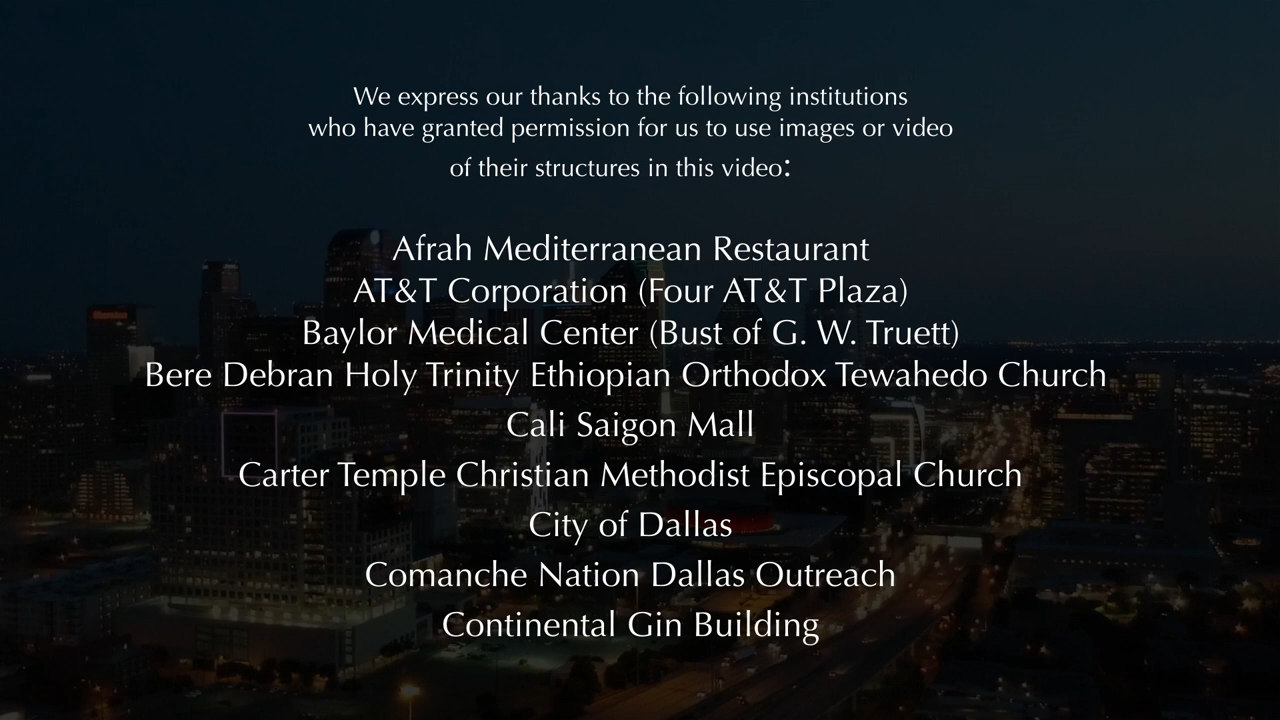 We express our thanks to the following institutions
who have granted permission for us to use images or video
of their structures in this video:
Afrah Mediterranean Restaurant
AT&T Corporation (Four AT&T Plaza)
Baylor Medical Center (Bust of G. W. Truett)
Bere Debran Holy Trinity Ethiopian Orthodox Tewahedo Church
Cali Saigon Mall
Carter Temple Christian Methodist Episcopal Church
City of Dallas
Comanche Nation Dallas Outreach
Continental Gin Building